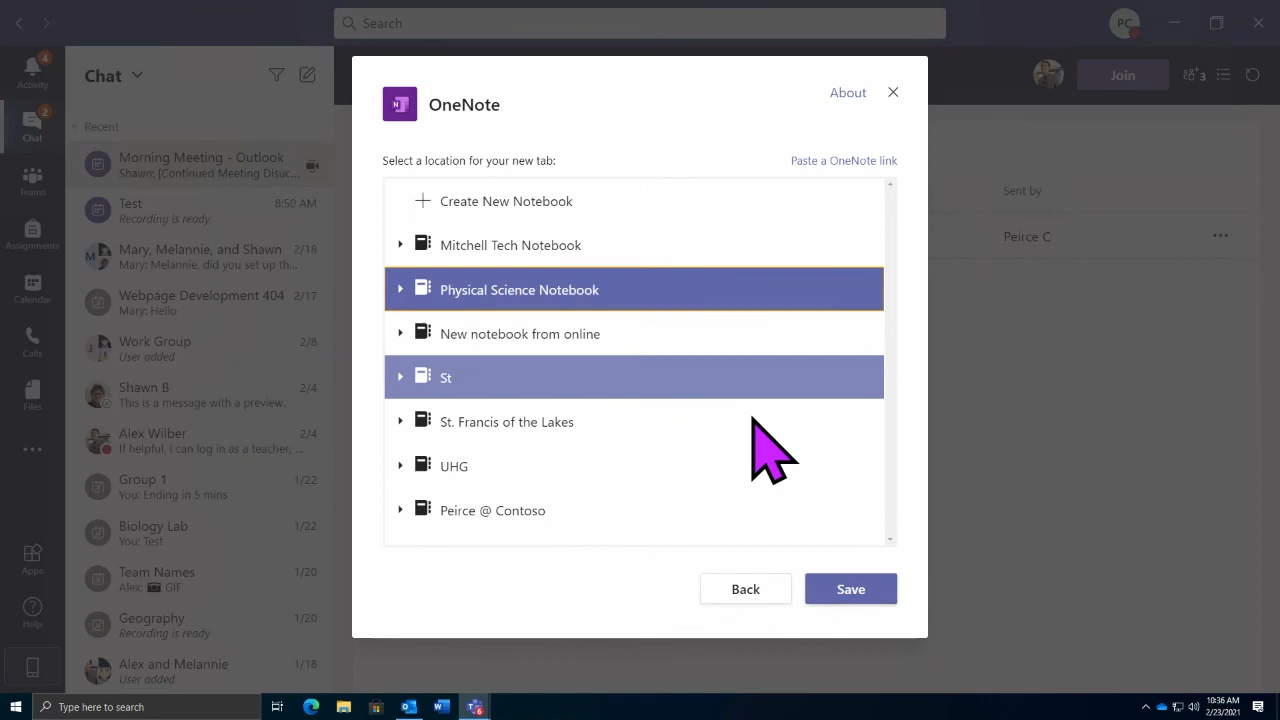 Search
PC
4
Activity
Chat
Join
3
2
Chat
Recent
Morning Meeting - Outlook
Shawn: [Continued Meeting Disuc...
Test
8:50 AM
Recording is ready
Teams
Assignments
Calendar
Calls
Files
Mary, Melannie, and Shawn
2/18
Mary: Melannie, did you set up th...
Webpage Development 404
2/17
Mary: Hello
Work Group
2/8
User added
Shawn B
2/4
This is a message with a preview.
Alex Wilber
2/4
If helpful, I can log in as a teacher,...
Group 1
1/22
You: Ending in 5 mins
Biology Lab
1/22
You: Test
Team Names
1/20
Alex: GIF
Geography
1/20
Recording is ready
Alex and Melannie
1/18
User added
Apps
Help
N
OneNote
About
Select a location for your new tab:
Paste a OneNote link
Create New Notebook
Mitchell Tech Notebook
Physical Science Notebook
New notebook from online
St
St. Francis of the Lakes
UHG
Peirce @ Contoso
Back
Save
Sent by
Peirce C
Type here to search
6
10:36 AM
2/23/2021